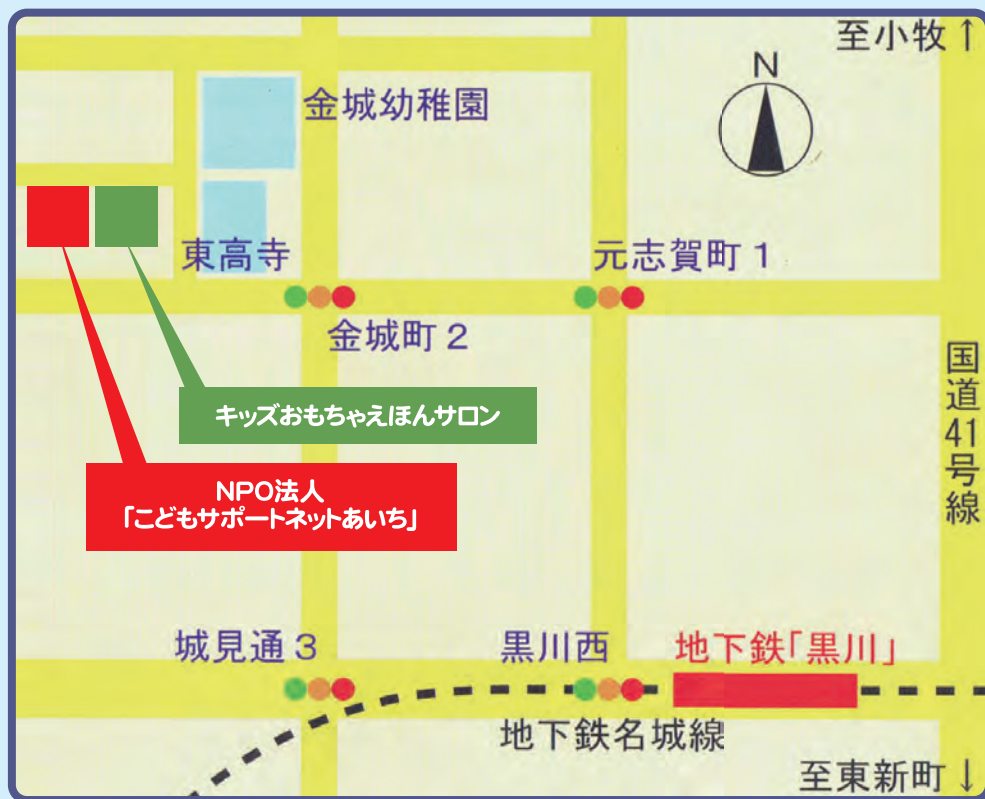 至小牧↑
N
金城幼稚園
東高寺
元志賀町1
金城町2
国道41号線
キッズおもちゃえほんサロン
NPO法人
「こどもサポートネットあいち」
城見通3
黒川西
地下鉄「黒川」
地下鉄名城線
至東新町↓